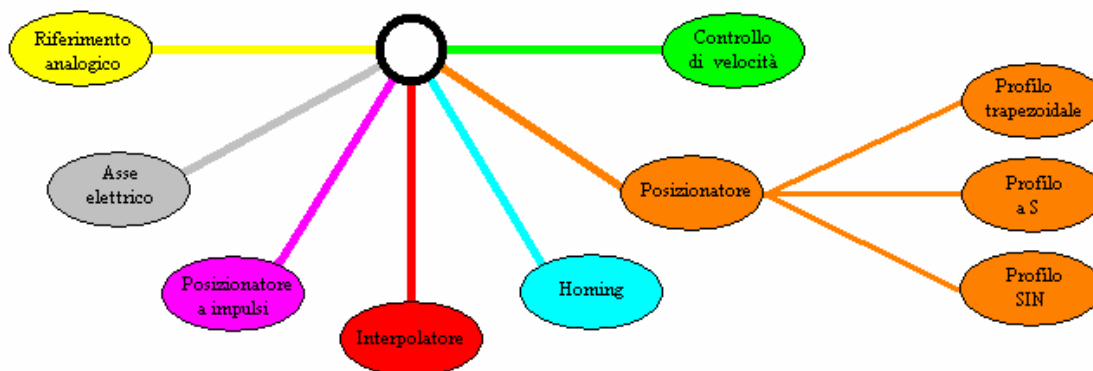 Riferimento
analogico
Controllo
di velocità
Profilo
trapezoidale
Asse
elettrico
Posizionatore
Profilo
a S
Posizionatore
a impulsi
Homing
Profilo
SIN
Interpolatore